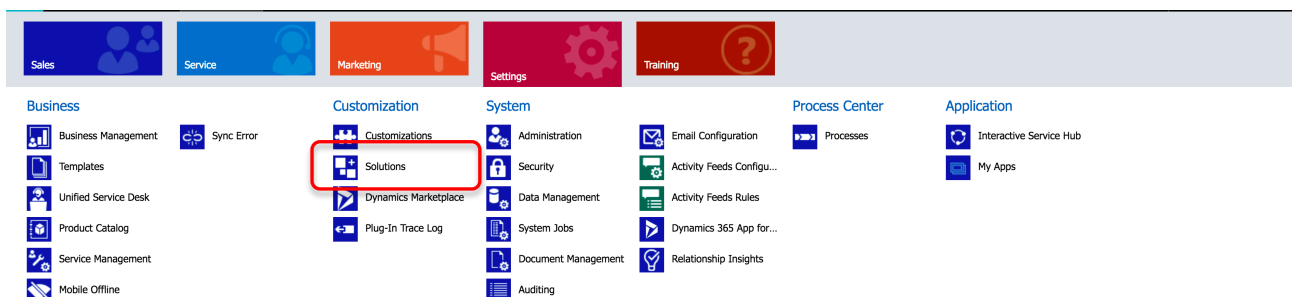 Sales
Service
Marketing
Settings
Training
?
Business
Business Management
Sync Error
Templates
Unified Service Desk
Product Catalog
Service Management
Mobile Offline
Customization
Customizations
Solutions
Dynamics Marketplace
Plug-In Trace Log
System
Administration
Email Configuration
Security
Activity Feeds Configu...
Data Management
Activity Feeds Rules
System Jobs
Dynamics 365 App for...
Document Management
Relationship Insights
Auditing
Process Center
Processes
Application
Interactive Service Hub
My Apps